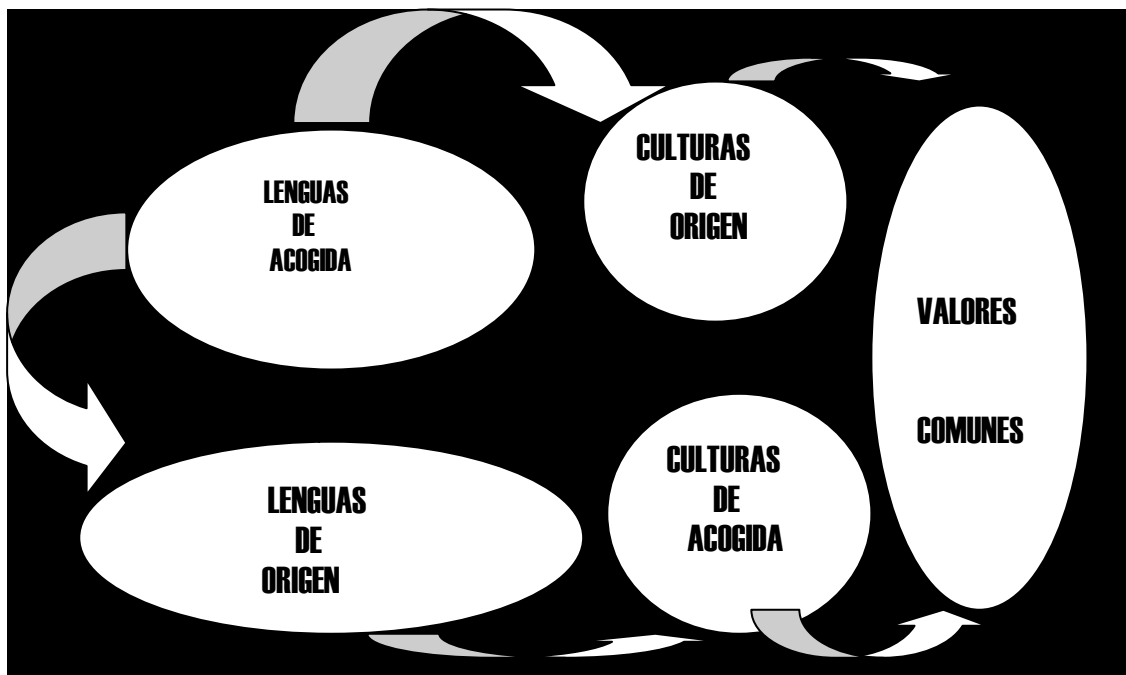 LENGUAS
DE
ACOGIDA
CULTURAS
DE
ORIGEN
VALORES
COMUNES
LENGUAS
DE
ORIGEN
CULTURAS
DE
ACOGIDA